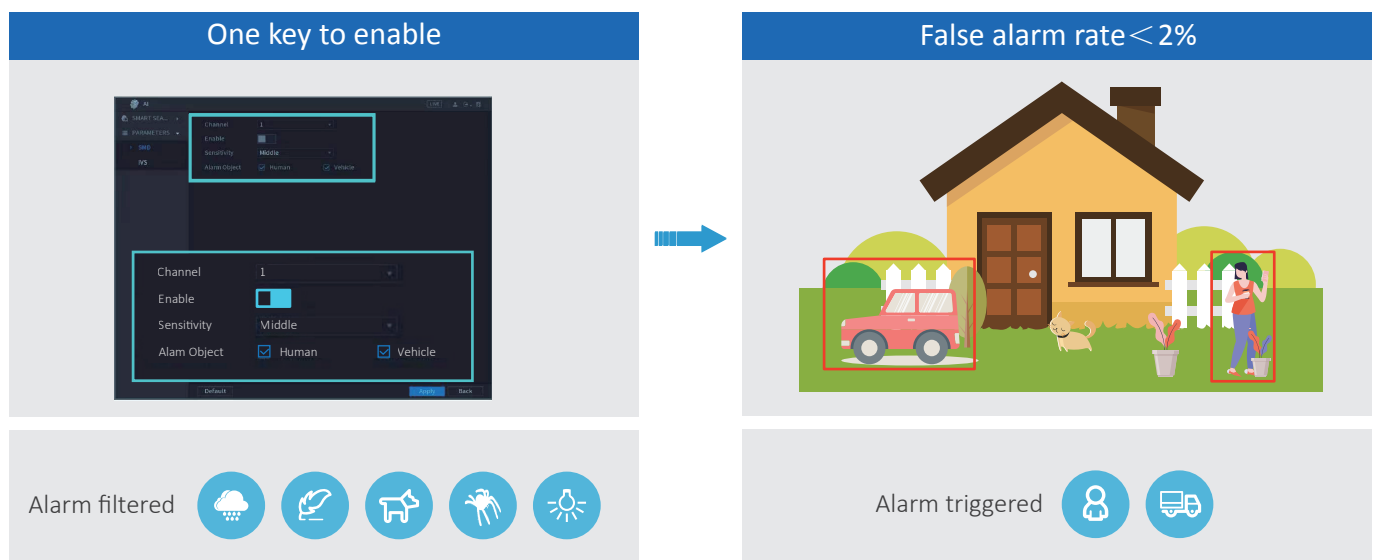 One key to enable
AI
SMART SEA...
PARAMETERS
SMD
IVS
Channel 1
Enable
Sensitivity Middle
Alarm Object Human Vehicle
Channel 1
Enable
Sensitivity Middle
Alam Object Human Vehicle
Default Apply Back
Alarm filtered
False alarm rate＜2%
Alarm triggered